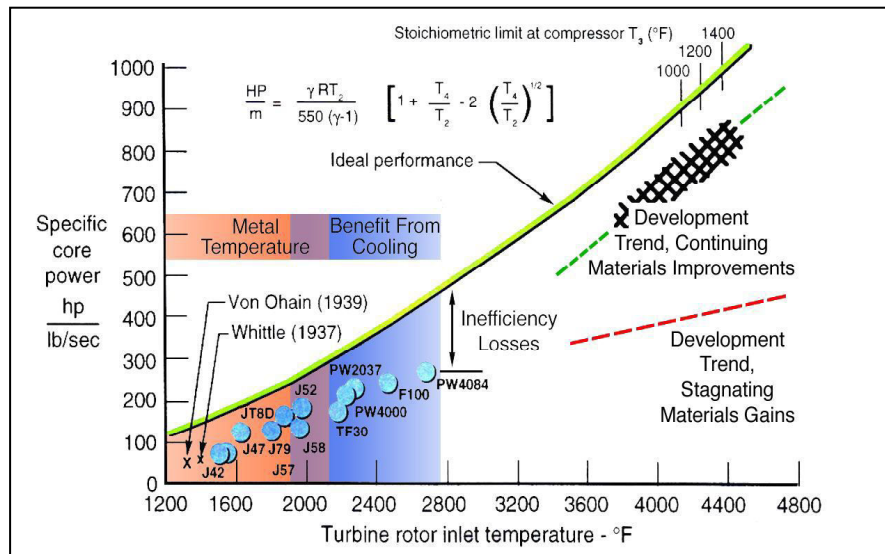 Stoichiometric limit at compressor T₃ (°F)
1400
1200
1000
1000
900
800
700
600
500
400
300
200
100
0
HP/m = γ RT₂ / 550 (γ-1) [1 + T₄/T₂ - 2 (T₄/T₂)^1/2]
Ideal performance
Specific
core
power
hp
lb/sec
Metal
Temperature
Benefit From
Cooling
Development
Trend, Continuing
Materials Improvements
Von Ohain (1939)
Whittle (1937)
Inefficiency
Losses
Development
Trend,
Stagnating
Materials Gains
J42
J47
JT8D
J79
J57
J52
J58
TF30
PW2037
PW4000
F100
PW4084
1200 1600 2000 2400 2800 3200 3600 4000 4400 4800
Turbine rotor inlet temperature - °F